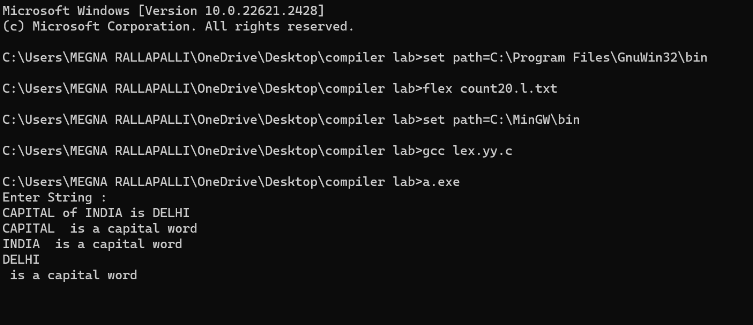 Microsoft Windows [Version 10.0.22621.2428]
(c) Microsoft Corporation. All rights reserved.
C:\Users\MEGNA RALLAPALLI\OneDrive\Desktop\compiler lab>set path=C:\Program Files\GnuWin32\bin
C:\Users\MEGNA RALLAPALLI\OneDrive\Desktop\compiler lab>flex count20.l.txt
C:\Users\MEGNA RALLAPALLI\OneDrive\Desktop\compiler lab>set path=C:\MinGW\bin
C:\Users\MEGNA RALLAPALLI\OneDrive\Desktop\compiler lab>gcc lex.yy.c
C:\Users\MEGNA RALLAPALLI\OneDrive\Desktop\compiler lab>a.exe
Enter String :
CAPITAL of INDIA is DELHI
CAPITAL  is a capital word
INDIA  is a capital word
DELHI
 is a capital word